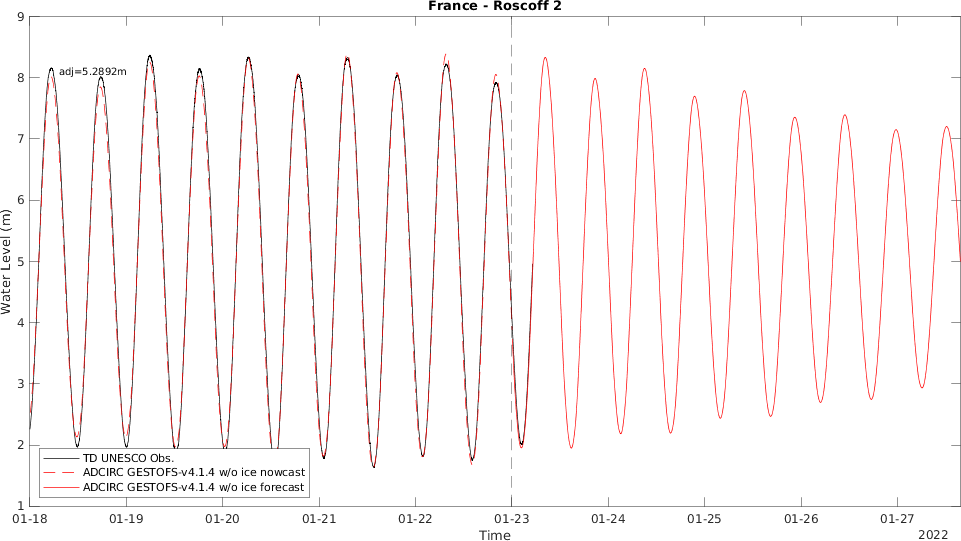 France - Roscoff 2
9
8
7
6
5
4
3
2
1
Water Level (m)
adj=5.2892m
TD UNESCO Obs.
ADCIRC GESTOFS-v4.1.4 w/o ice nowcast
ADCIRC GESTOFS-v4.1.4 w/o ice forecast
01-18 01-19 01-20 01-21 01-22 01-23 01-24 01-25 01-26 01-27
Time
2022